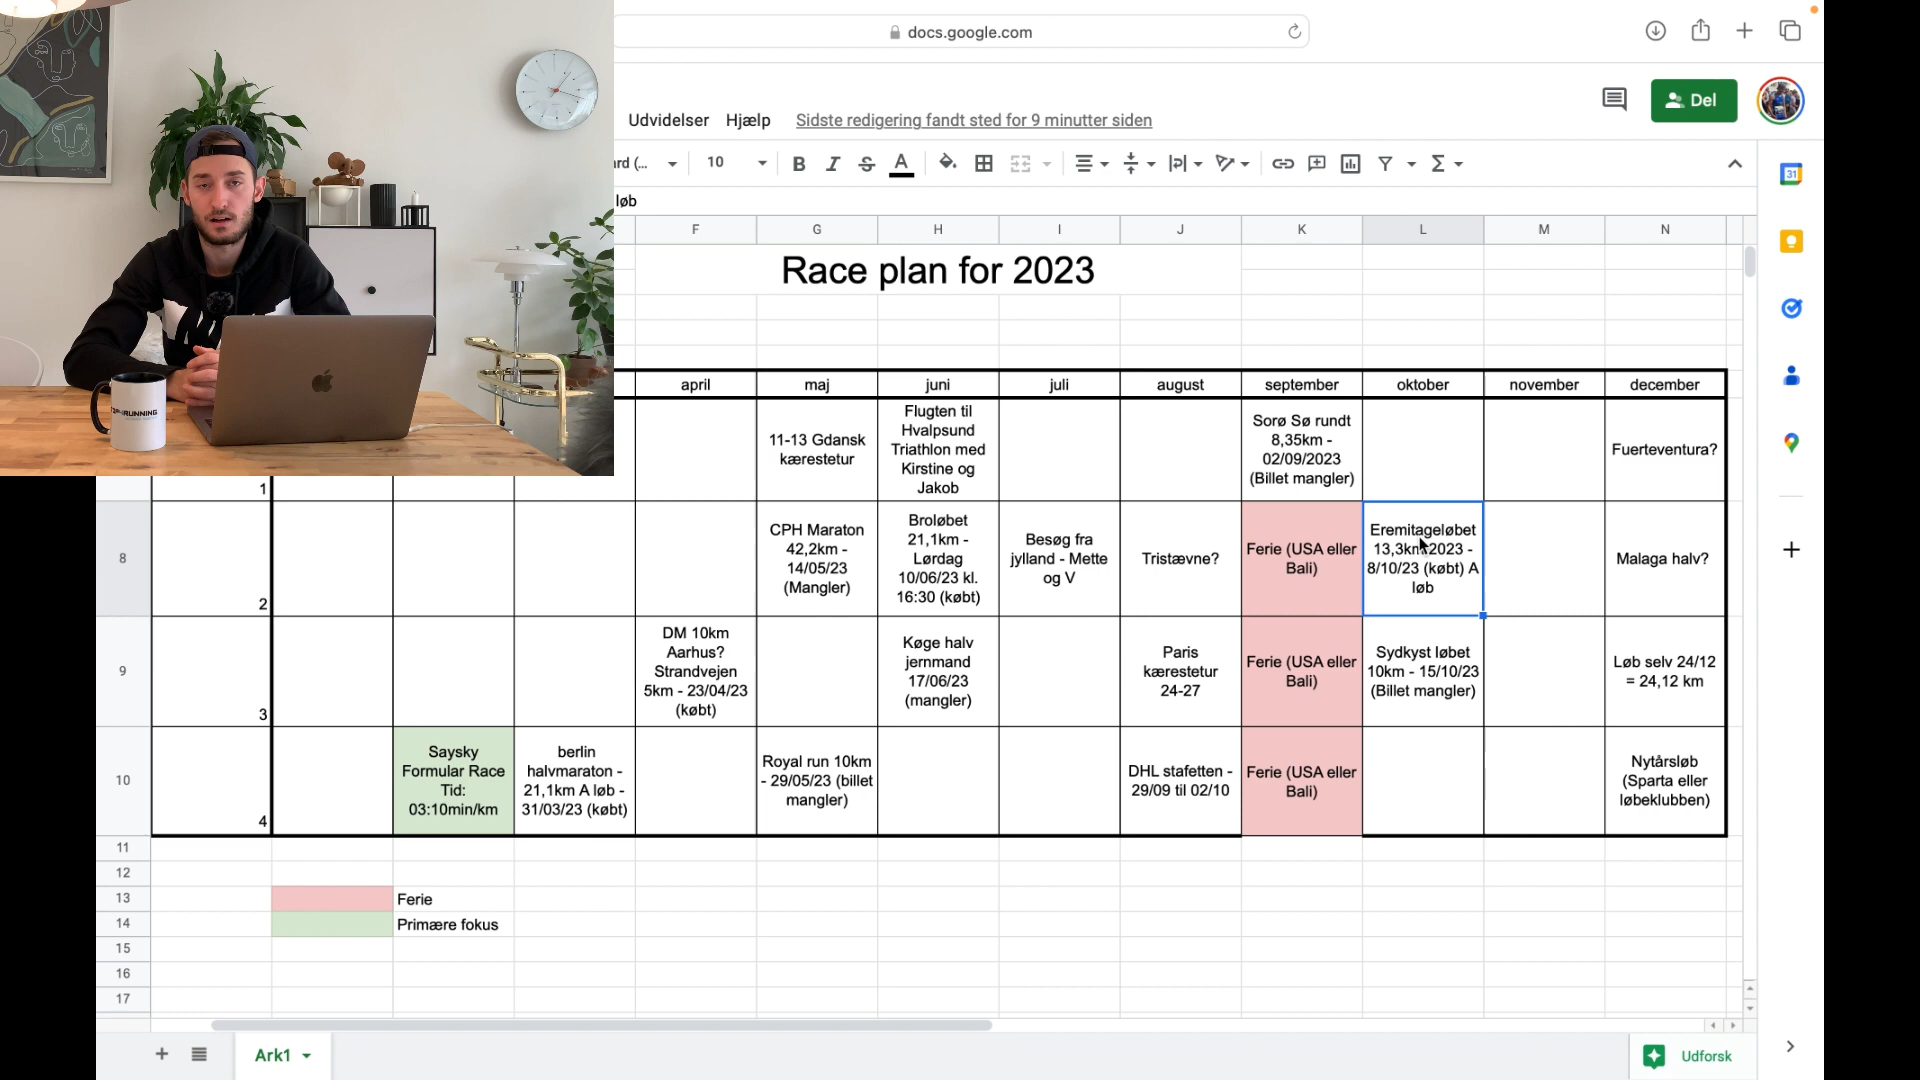 docs.google.com
Del
Udvidelser Hjælp Sidste redigering fandt sted for 9 minutter siden
10
B I S A
løb
31
F G H I J K L M N
Race plan for 2023
april maj juni juli august september oktober november december
11-13 Gdansk
kærestetur
Flugten til
Hvalpsund
Triathlon med
Kirstine og
Jakob
Sorø Sø rundt
8,35km -
02/09/2023
(Billet mangler)
Fuerteventura?
1
8
2
CPH Maraton
42,2km -
14/05/23
(Mangler)
Broløbet
21,1km -
Lørdag
10/06/23 kl.
16:30 (købt)
Besøg fra
jylland - Mette
og V
Tristævne?
Ferie (USA eller
Bali)
Eremitageløbet
13,3km 2023 -
8/10/23 (købt) A
løb
Malaga halv?
9
3
DM 10km
Aarhus?
Strandvejen
5km - 23/04/23
(købt)
Køge halv
jernmand
17/06/23
(mangler)
Paris
kærestetur
24-27
Ferie (USA eller
Bali)
Sydkyst løbet
10km - 15/10/23
(Billet mangler)
Løb selv 24/12
= 24,12 km
10
4
Saysky
Formular Race
Tid:
03:10min/km
berlin
halvmaraton -
21,1km A løb -
31/03/23 (købt)
Royal run 10km
- 29/05/23 (billet
mangler)
DHL stafetten -
29/09 til 02/10
Ferie (USA eller
Bali)
Nytårsløb
(Sparta eller
løbeklubben)
11
12
13 Ferie
14 Primære fokus
15
16
17
Ark1
Udforsk